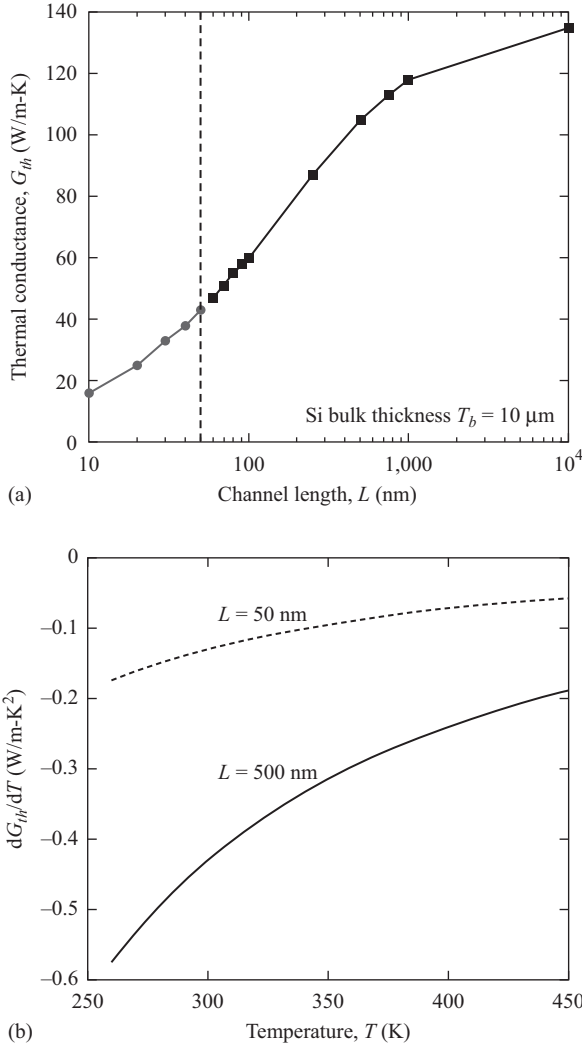 140
120
100
80
60
40
20
0
Thermal conductance, G_th (W/m-K)
Si bulk thickness T_b = 10 μm
10 100 1,000 10^4
(a) Channel length, L (nm)
0
–0.1
–0.2
–0.3
–0.4
–0.5
–0.6
dG_th/dT (W/m-K^2)
L = 50 nm
L = 500 nm
250 300 350 400 450
(b) Temperature, T (K)